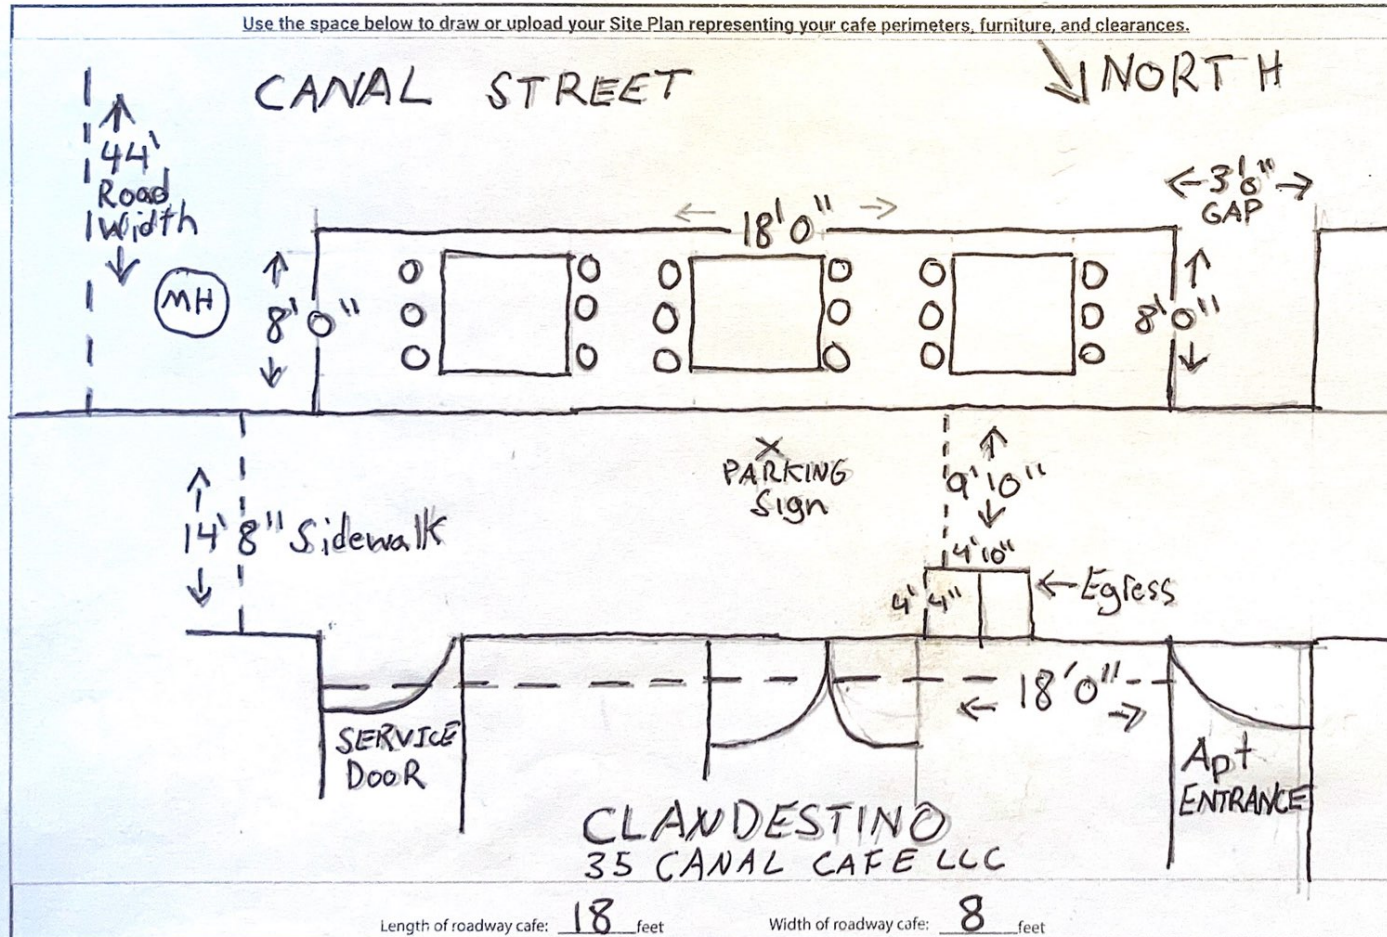 Use the space below to draw or upload your Site Plan representing your cafe perimeters, furniture, and clearances.
CANAL STREET
NORTH
44'
Road
Width
3'0"
GAP
18'0"
MH
8'0"
8'0"
PARKING
Sign
9'10"
14'8" Sidewalk
4'10"
4'4"
Egress
18'0"
SERVICE
DOOR
Apt
ENTRANCE
CLANDESTINO
35 CANAL CAFE LLC
Length of roadway cafe: 18 feet Width of roadway cafe: 8 feet